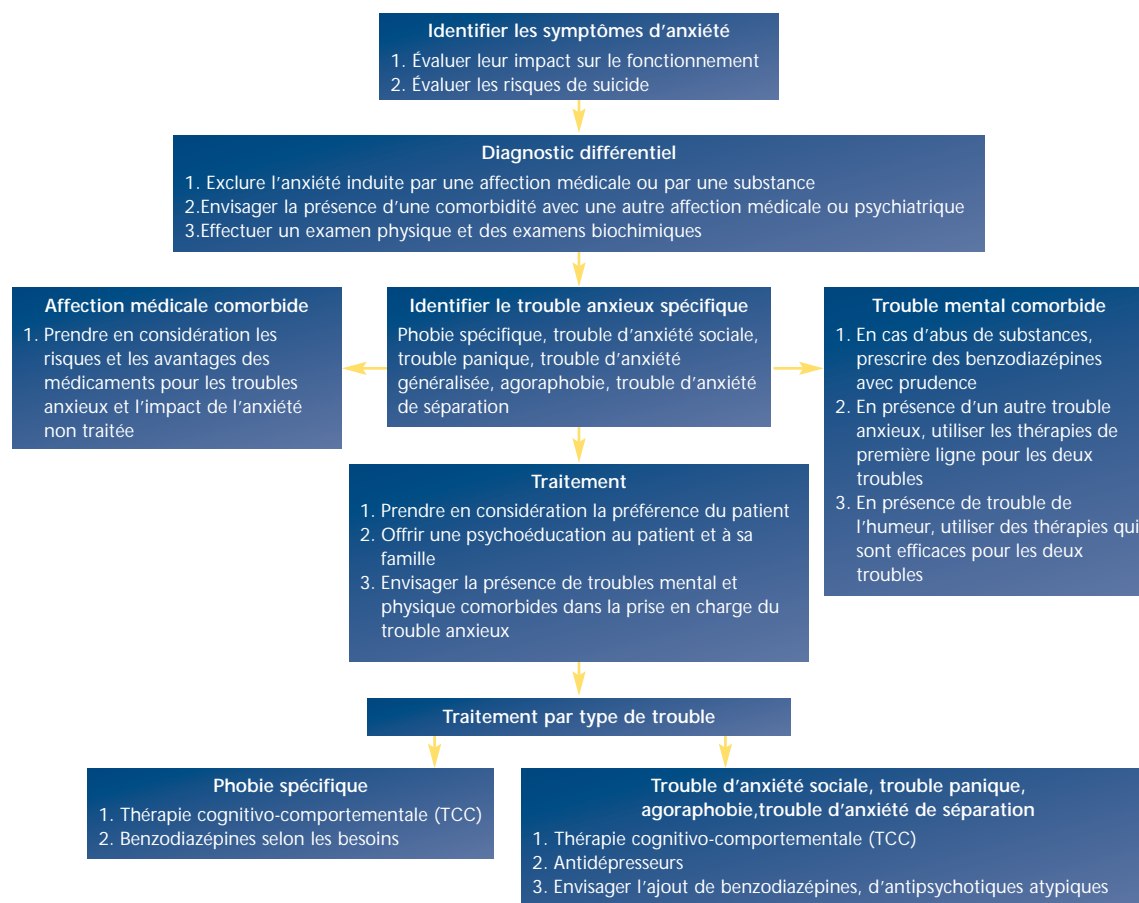 Identifier les symptômes d'anxiété
1. Évaluer leur impact sur le fonctionnement
2. Évaluer les risques de suicide
Diagnostic différentiel
1. Exclure l'anxiété induite par une affection médicale ou par une substance
2.Envisager la présence d'une comorbidité avec une autre affection médicale ou psychiatrique
3.Effectuer un examen physique et des examens biochimiques
Affection médicale comorbide
1. Prendre en considération les
risques et les avantages des
médicaments pour les troubles
anxieux et l'impact de l'anxiété
non traitée
Identifier le trouble anxieux spécifique
Phobie spécifique, trouble d'anxiété sociale,
trouble panique, trouble d'anxiété
généralisée, agoraphobie, trouble d'anxiété
de séparation
Trouble mental comorbide
1. En cas d'abus de substances,
prescrire des benzodiazépines
avec prudence
2. En présence d'un autre trouble
anxieux, utiliser les thérapies de
première ligne pour les deux
troubles
3. En présence de trouble de
l'humeur, utiliser des thérapies qui
sont efficaces pour les deux
troubles
Traitement
1. Prendre en considération la préférence du patient
2. Offrir une psychoéducation au patient et à sa
famille
3. Envisager la présence de troubles mental et
physique comorbides dans la prise en charge du
trouble anxieux
Traitement par type de trouble
Phobie spécifique
1. Thérapie cognitivo-comportementale (TCC)
2. Benzodiazépines selon les besoins
Trouble d'anxiété sociale, trouble panique,
agoraphobie,trouble d'anxiété de séparation
1. Thérapie cognitivo-comportementale (TCC)
2. Antidépresseurs
3. Envisager l'ajout de benzodiazépines, d'antipsychotiques atypiques